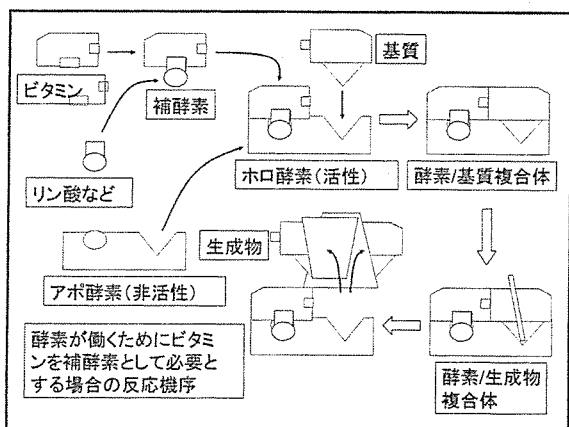 ビタミン
補酵素
基質
リン酸など
ホロ酵素(活性)
酵素/基質複合体
アポ酵素(非活性)
生成物
酵素/生成物
複合体
酵素が働くためにビタミ
ンを補酵素として必要と
する場合の反応機序